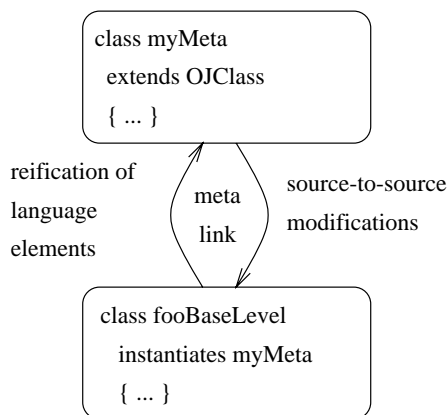 class myMeta
extends OJClass
{ ... }
reification of
language
elements
meta
link
source-to-source
modifications
class fooBaseLevel
instantiates myMeta
{ ... }